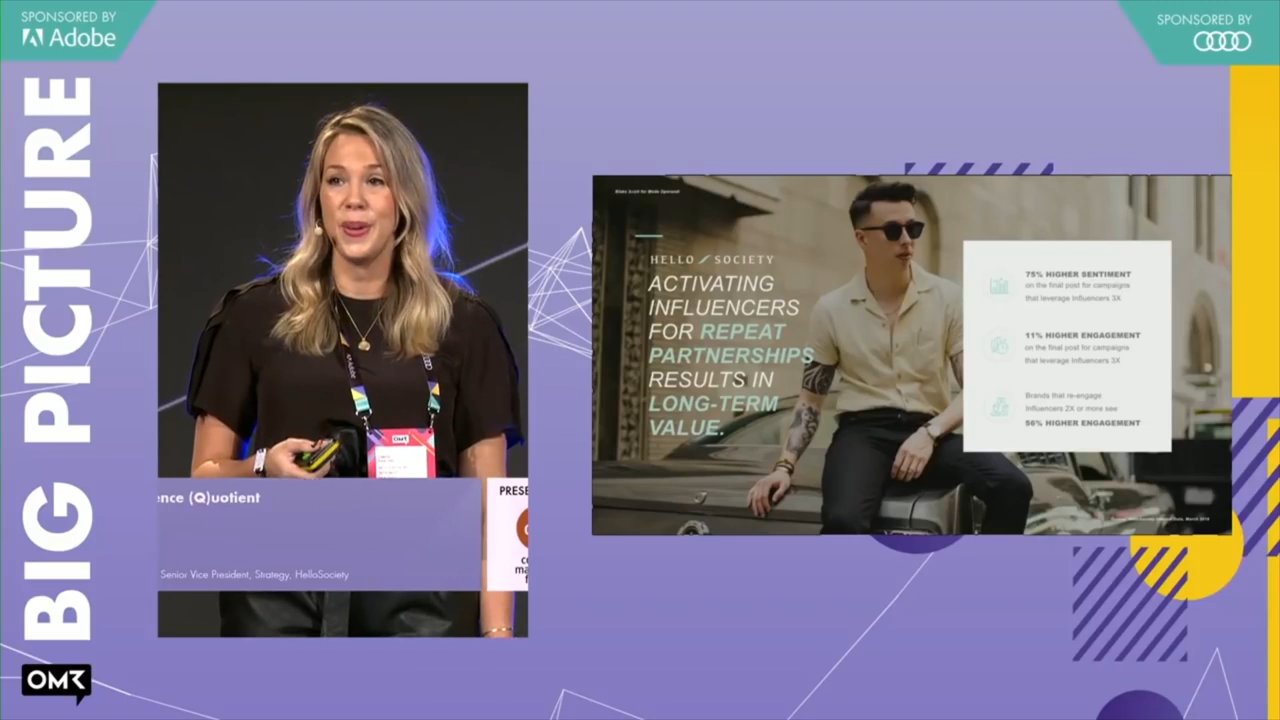 SPONSORED BY
Adobe
SPONSORED BY
BIG PICTURE
OMR
OMR
ence (Q)uotient
Senior Vice President, Strategy, HelloSociety
PRESE
HELLO SOCIETY
ACTIVATING
INFLUENCERS
FOR REPEAT
PARTNERSHIPS
RESULTS IN
LONG-TERM
VALUE.
75% HIGHER SENTIMENT
on the final post for campaigns
that leverage Influencers 3X
11% HIGHER ENGAGEMENT
on the final post for campaigns
that leverage Influencers 3X
Brands that re-engage
Influencers 2X or more see
56% HIGHER ENGAGEMENT